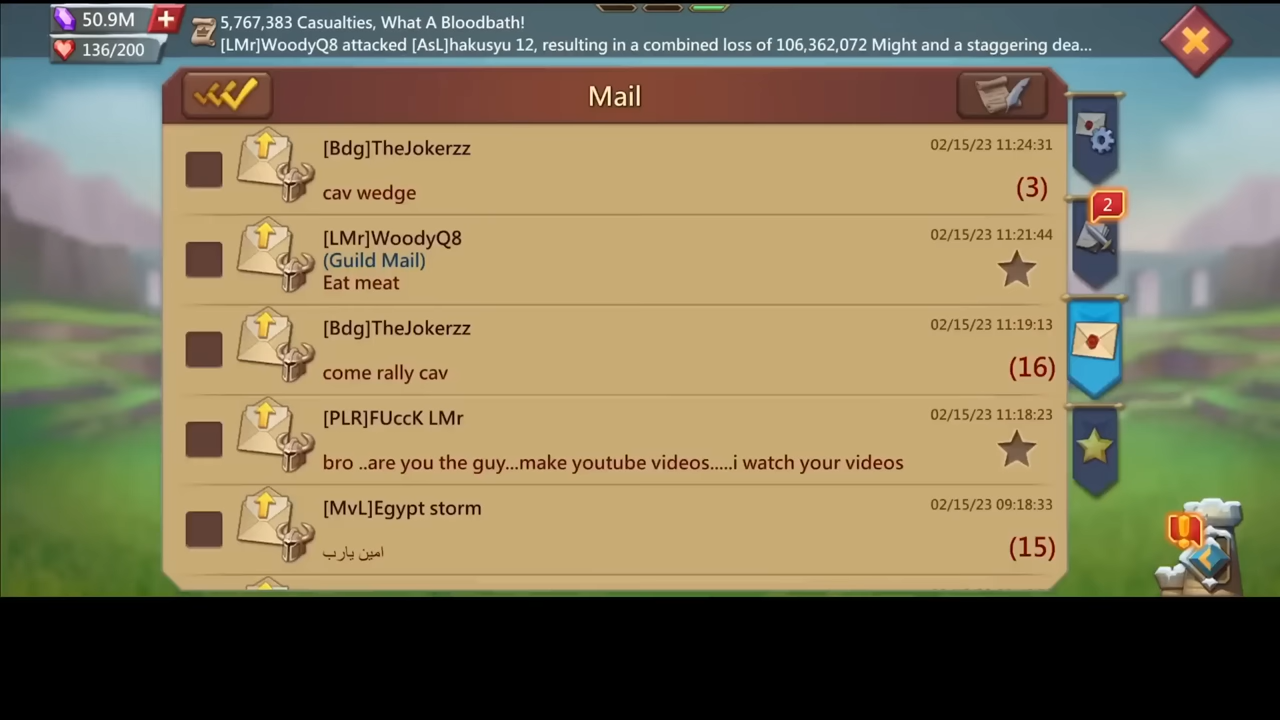 50.9M
136/200
5,767,383 Casualties, What A Bloodbath!
[LMr]WoodyQ8 attacked [AsL]hakusyu 12, resulting in a combined loss of 106,362,072 Might and a staggering dea...
Mail
[Bdg]TheJokerzz 02/15/23 11:24:31
cav wedge (3)
[LMr]WoodyQ8 02/15/23 11:21:44
(Guild Mail)
Eat meat
2
[Bdg]TheJokerzz 02/15/23 11:19:13
come rally cav (16)
[PLR]FUccK LMr 02/15/23 11:18:23
bro ..are you the guy...make youtube videos.....i watch your videos
[MvL]Egypt storm 02/15/23 09:18:33
امين يارب (15)